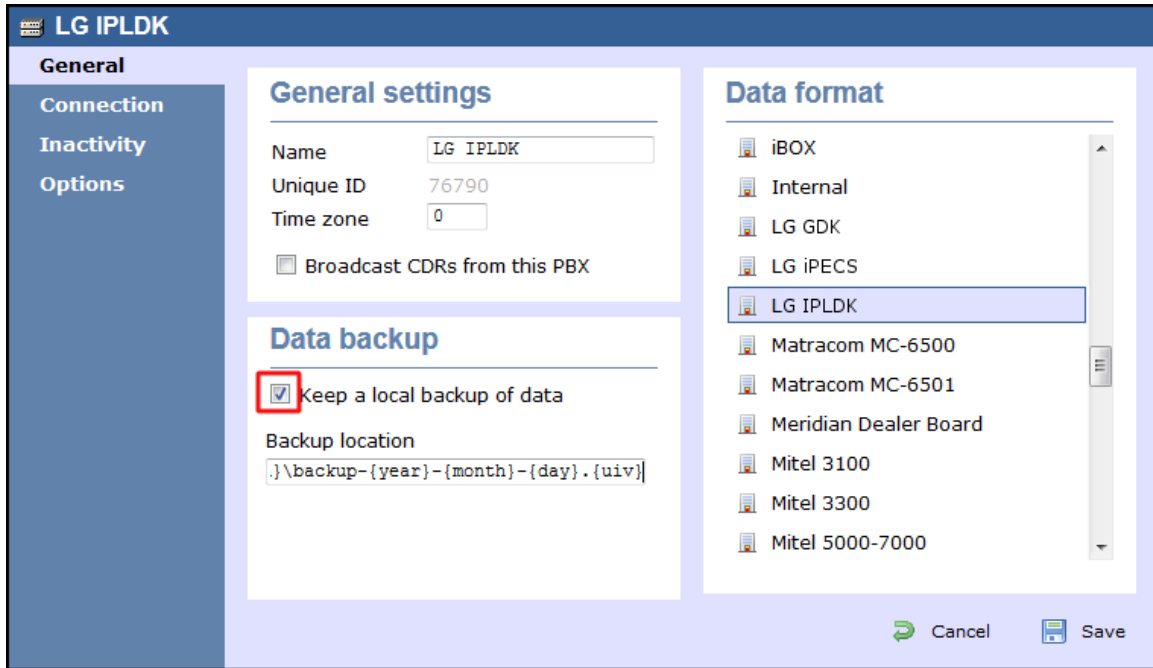 LG IPLDK
General
Connection
Inactivity
Options
General settings
Name LG IPLDK
Unique ID 76790
Time zone 0
Broadcast CDRs from this PBX
Data backup
Keep a local backup of data
Backup location
.}\backup-{year}-{month}-{day}.{uiv}
Data format
iBOX
Internal
LG GDK
LG iPECS
LG IPLDK
Matracom MC-6500
Matracom MC-6501
Meridian Dealer Board
Mitel 3100
Mitel 3300
Mitel 5000-7000
Cancel Save